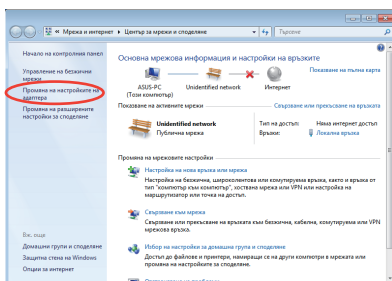 « Мрежа и интернет ▸ Център за мрежи и споделяне
Търсене
Начало на контролния панел
Управление на безжични мрежи
Промяна на настройките на адаптера
Промяна на разширените настройки за споделяне
Вж. още
Домашни групи и споделяне
Защитна стена на Windows
Опции за интернет
Основна мрежова информация и настройки на връзките
Показване на пълна карта
ASUS-PC
(Този компютър)
Unidentified network
Интернет
Показване на активните мрежи
Свързване или прекъсване на връзката
Unidentified network
Публична мрежа
Тип на достъп: Няма интернет достъп
Връзки: Локална връзка
Промяна на мрежовите настройки
Настройка на нова връзка или мрежа
Настройка на безжична, широколентова или комутируема връзка, както и връзка от
тип "компютър към компютър", хоствана мрежа или VPN или настройка на
маршрутизатор или точка на достъп.
Свързване към мрежа
Свързване или прекъсване на връзката към безжична, кабелна, комутируема или VPN
мрежова връзка.
Избор на настройки за домашна група и споделяне
Достъп до файлове и принтери, намиращи се на други компютри в мрежата или
промяна на настройките за споделяне.